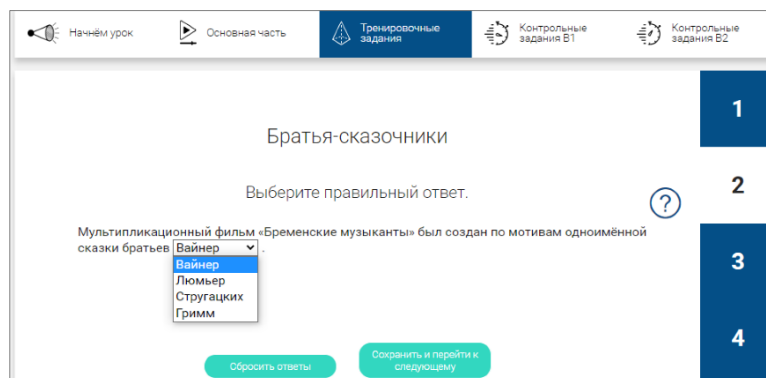 Начнём урок
Основная часть
Тренировочные
задания
Контрольные
задания В1
Контрольные
задания В2
1
Братья-сказочники
2
Выберите правильный ответ.
?
Мультипликационный фильм «Бременские музыканты» был создан по мотивам одноимённой
сказки братьев Вайнер .
Вайнер
Люмьер
Стругацких
Гримм
3
4
Сбросить ответы
Сохранить и перейти к
следующему